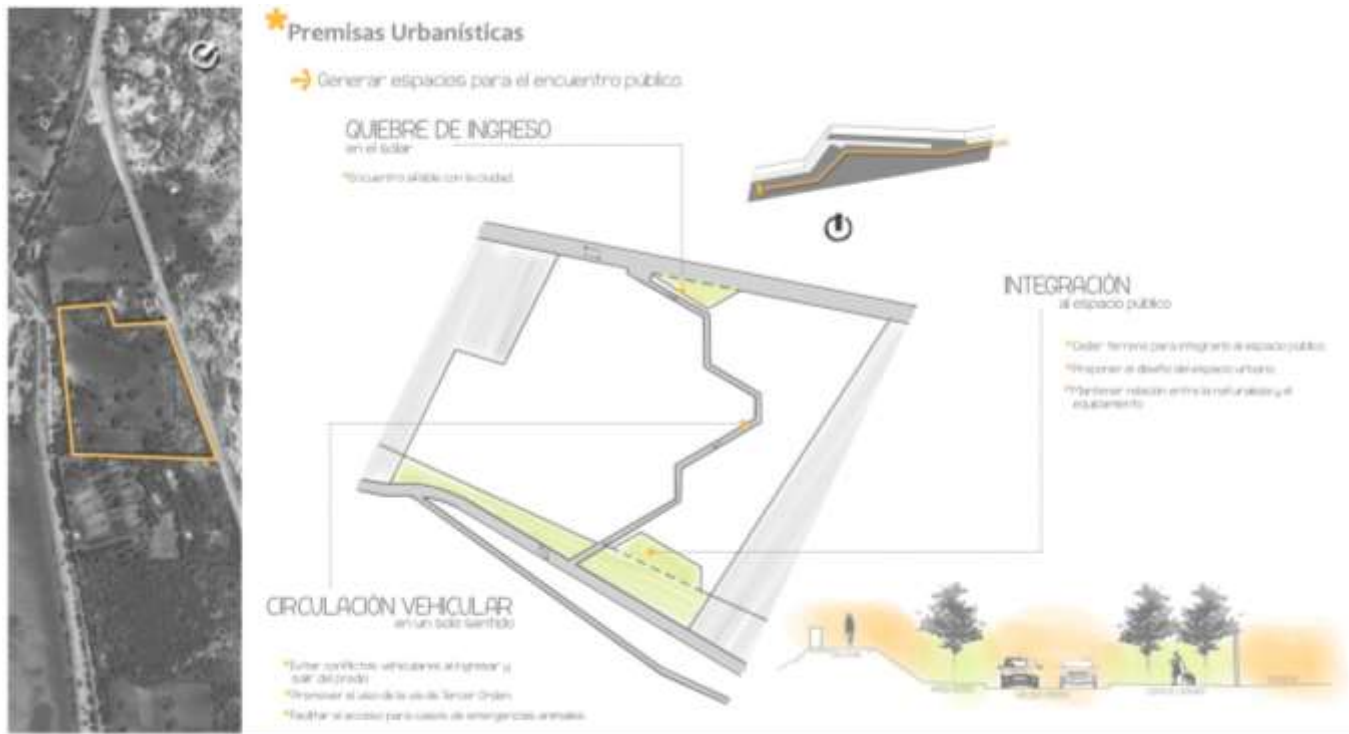 *Premisas Urbanísticas
Generar espacios para el encuentro público
QUIEBRE DE INGRESO
en el solar
*Encuentro afable con la ciudad.
INTEGRACIÓN
al espacio público
*Ceder terreno para integrarlo al espacio público
*Proponer el diseño del espacio urbano
*Mantener relación entre la naturaleza y el
equipamiento
CIRCULACIÓN VEHICULAR
en un solo sentido
*Evitar conflictos vehiculares al ingresar y
salir del predio
*Promover el uso de la vía de Tercer Orden
*Facilitar el acceso para casos de emergencias animales